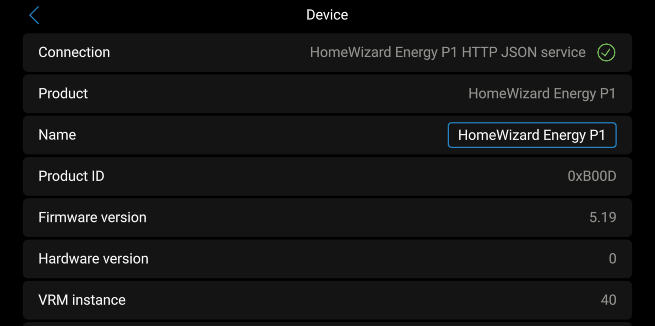 Device
Connection HomeWizard Energy P1 HTTP JSON service
Product HomeWizard Energy P1
Name HomeWizard Energy P1
Product ID 0xB00D
Firmware version 5.19
Hardware version 0
VRM instance 40